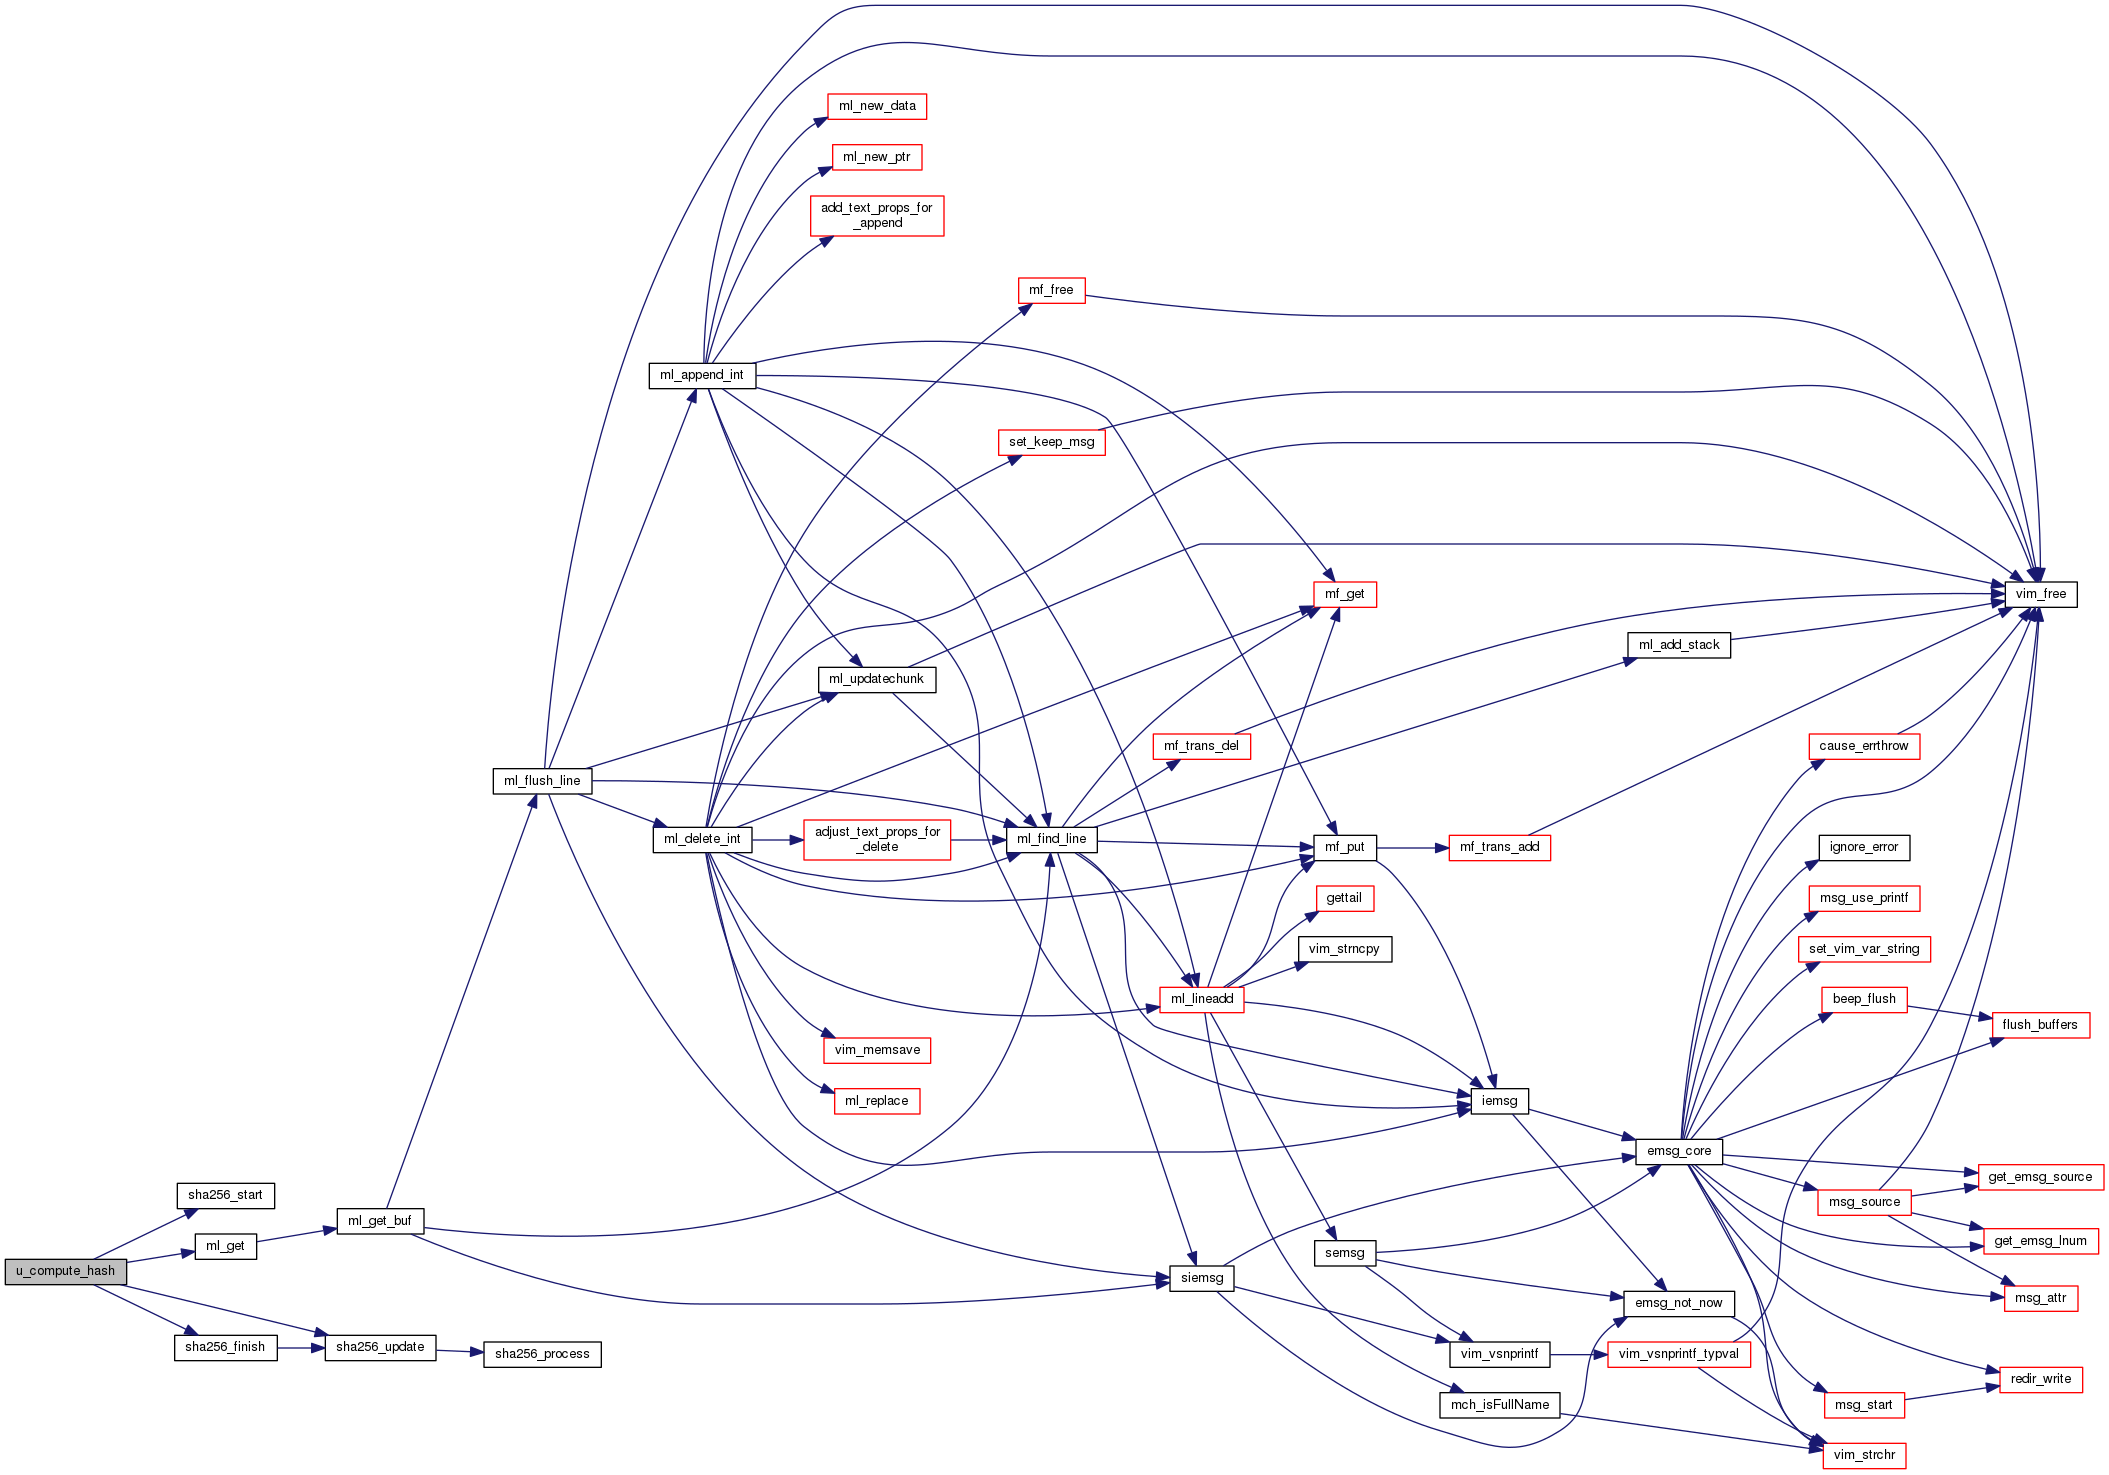 ml_new_data
ml_new_ptr
add_text_props_for
_append
mf_free
ml_append_int
set_keep_msg
mf_get
vim_free
ml_add_stack
ml_updatechunk
mf_trans_del
cause_errthrow
ml_flush_line
ml_delete_int
adjust_text_props_for
_delete
ml_find_line
mf_put
mf_trans_add
ignore_error
gettail
msg_use_printf
vim_strncpy
set_vim_var_string
ml_lineadd
beep_flush
flush_buffers
vim_memsave
ml_replace
iemsg
emsg_core
get_emsg_source
sha256_start
msg_source
ml_get_buf
ml_get
semsg
get_emsg_lnum
u_compute_hash
siemsg
emsg_not_now
msg_attr
sha256_finish
sha256_update
sha256_process
vim_vsnprintf
vim_vsnprintf_typval
redir_write
mch_isFullName
msg_start
vim_strchr